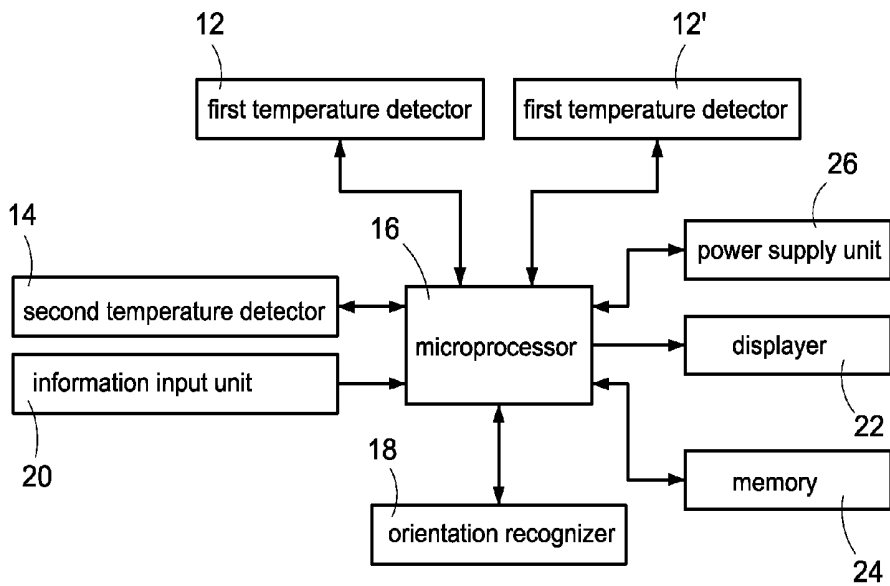 12
12'
first temperature detector
first temperature detector
26
14
16
power supply unit
second temperature detector
microprocessor
displayer
information input unit
22
20
18
memory
orientation recognizer
24